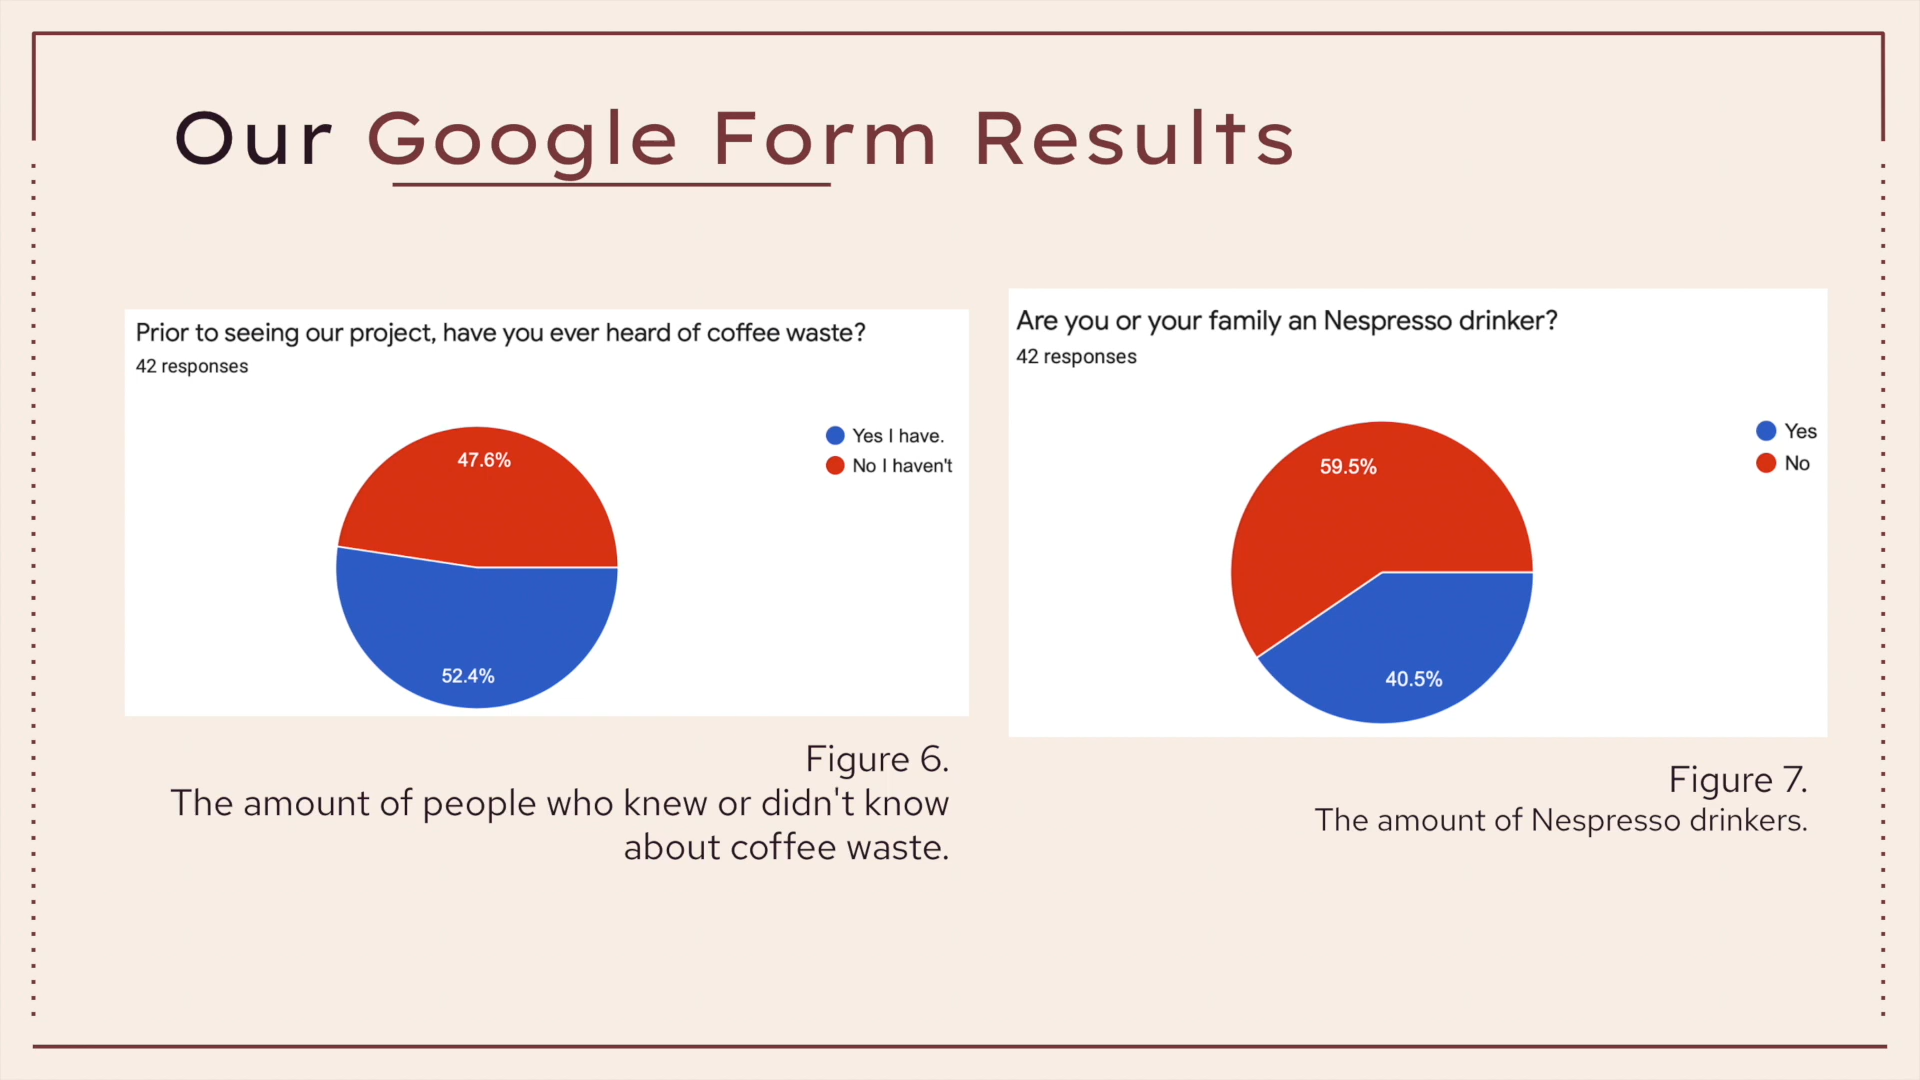 Our Google Form Results
Prior to seeing our project, have you ever heard of coffee waste?
42 responses
Yes I have.
No I haven't
47.6%
52.4%
Figure 6.
The amount of people who knew or didn't know
about coffee waste.
Are you or your family an Nespresso drinker?
42 responses
Yes
No
59.5%
40.5%
Figure 7.
The amount of Nespresso drinkers.